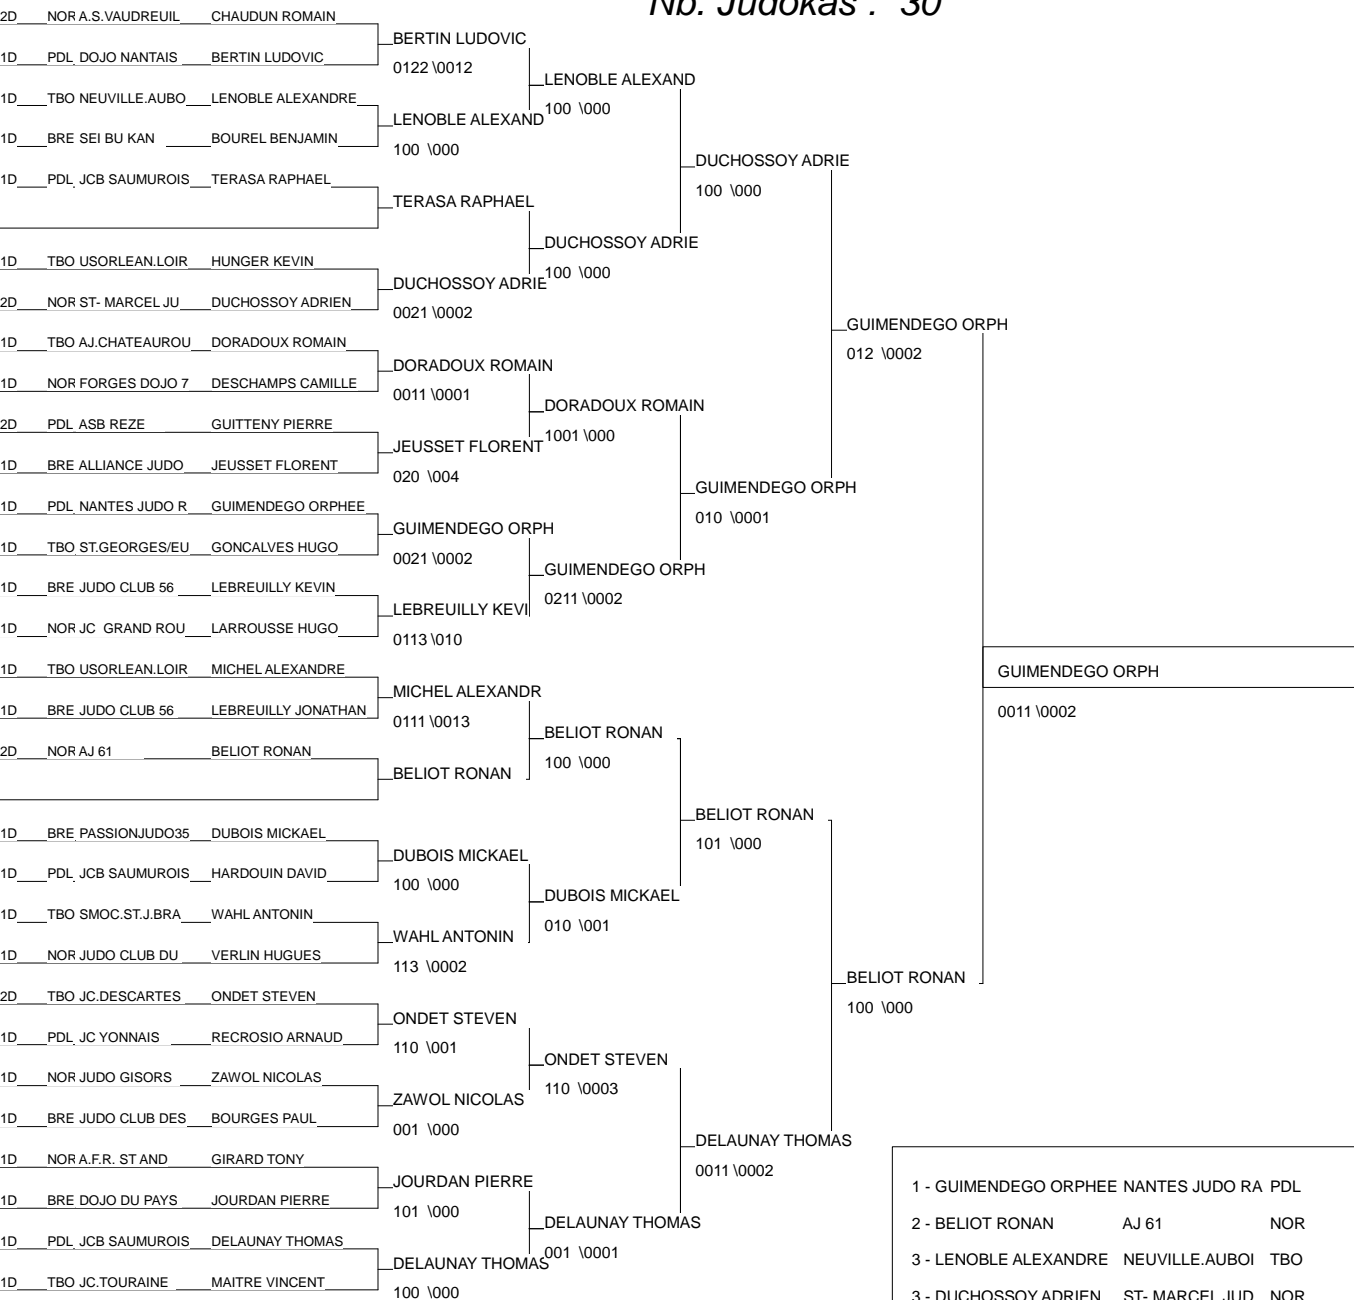 Nb. Judokas : 30
2D NOR A.S.VAUDREUIL CHAUDUN ROMAIN
1D PDL DOJO NANTAIS BERTIN LUDOVIC
1D TBO NEUVILLE.AUBO LENOBLE ALEXANDRE
1D BRE SEI BU KAN BOUREL BENJAMIN
1D PDL JCB SAUMUROIS TERASA RAPHAEL
1D TBO USORLEAN.LOIR HUNGER KEVIN
2D NOR ST- MARCEL JU DUCHOSSOY ADRIEN
1D TBO AJ.CHATEAUROU DORADOUX ROMAIN
1D NOR FORGES DOJO 7 DESCHAMPS CAMILLE
2D PDL ASB REZE GUITTENY PIERRE
1D BRE ALLIANCE JUDO JEUSSET FLORENT
1D PDL NANTES JUDO R GUIMENDEGO ORPHEE
1D TBO ST.GEORGES/EU GONCALVES HUGO
1D BRE JUDO CLUB 56 LEBREUILLY KEVIN
1D NOR JC GRAND ROU LARROUSSE HUGO
1D TBO USORLEAN.LOIR MICHEL ALEXANDRE
1D BRE JUDO CLUB 56 LEBREUILLY JONATHAN
2D NOR AJ 61 BELIOT RONAN
1D BRE PASSIONJUDO35 DUBOIS MICKAEL
1D PDL JCB SAUMUROIS HARDOUIN DAVID
1D TBO SMOC.ST.J.BRA WAHL ANTONIN
1D NOR JUDO CLUB DU VERLIN HUGUES
2D TBO JC.DESCARTES ONDET STEVEN
1D PDL JC YONNAIS RECROSIO ARNAUD
1D NOR JUDO GISORS ZAWOL NICOLAS
1D BRE JUDO CLUB DES BOURGES PAUL
1D NOR A.F.R. ST AND GIRARD TONY
1D BRE DOJO DU PAYS JOURDAN PIERRE
1D PDL JCB SAUMUROIS DELAUNAY THOMAS
1D TBO JC.TOURAINE MAITRE VINCENT
BERTIN LUDOVIC
0122 \0012
LENOBLE ALEXAND
100 \000
TERASA RAPHAEL
DUCHOSSOY ADRIE
0021 \0002
DORADOUX ROMAIN
0011 \0001
JEUSSET FLORENT
020 \004
GUIMENDEGO ORPH
0021 \0002
LEBREUILLY KEVI
0113 \010
MICHEL ALEXANDR
0111 \0013
BELIOT RONAN
DUBOIS MICKAEL
100 \000
WAHL ANTONIN
113 \0002
ONDET STEVEN
110 \001
ZAWOL NICOLAS
001 \000
JOURDAN PIERRE
101 \000
DELAUNAY THOMAS
100 \000
LENOBLE ALEXAND
100 \000
DUCHOSSOY ADRIE
100 \000
DORADOUX ROMAIN
1001 \000
GUIMENDEGO ORPH
0211 \0002
BELIOT RONAN
100 \000
DUBOIS MICKAEL
010 \001
ONDET STEVEN
110 \0003
DELAUNAY THOMAS
001 \0001
DUCHOSSOY ADRIE
100 \000
GUIMENDEGO ORPH
010 \0001
BELIOT RONAN
101 \000
DELAUNAY THOMAS
0011 \0002
GUIMENDEGO ORPH
012 \0002
BELIOT RONAN
100 \000
GUIMENDEGO ORPH
0011 \0002
1 - GUIMENDEGO ORPHEE NANTES JUDO RA PDL
2 - BELIOT RONAN AJ 61 NOR
3 - LENOBLE ALEXANDRE NEUVILLE.AUBOI TBO
3 - DUCHOSSOY ADRIEN ST- MARCEL JUD NOR